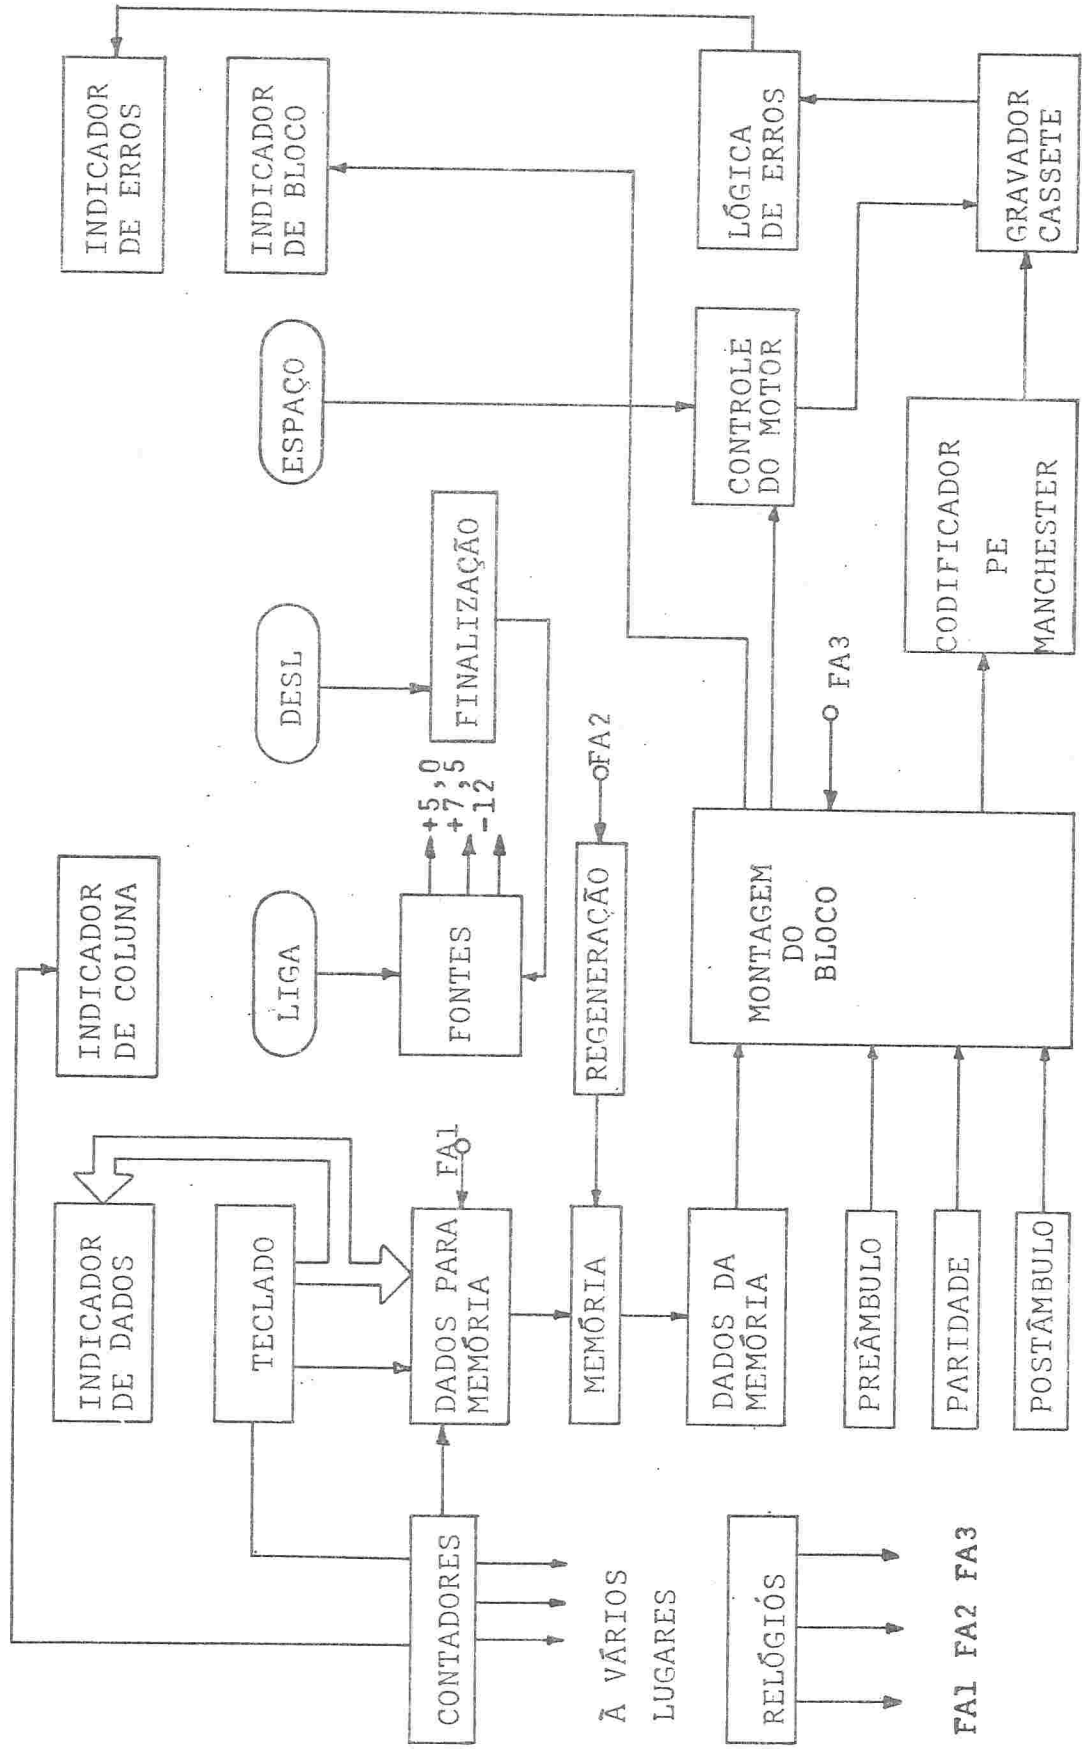 INDICADOR
DE DADOS
INDICADOR
DE COLUNA
INDICADOR
DE ERROS
TECLADO
LIGA
DESL
ESPAÇO
INDICADOR
DE BLOCO
CONTADORES
DADOS PARA
MEMÓRIA
FA1
FONTES
+5,0
+7,5
-12
FINALIZAÇÃO
À VÁRIOS
LUGARES
MEMÓRIA
REGENERAÇÃO
FA2
RELÓGIÓS
FA1 FA2 FA3
DADOS DA
MEMÓRIA
PREÂMBULO
PARIDADE
POSTÂMBULO
MONTAGEM
DO
BLOCO
FA3
CONTROLE
DO MOTOR
LÓGICA
DE ERROS
CODIFICADOR
PE
MANCHESTER
GRAVADOR
CASSETE